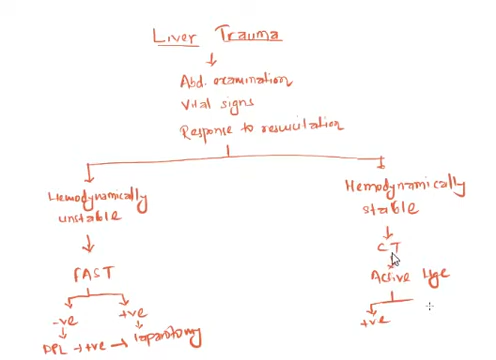 Liver Trauma
Abd. examination
Vital signs
Response to resuscitation
Hemodynamically
unstable
FAST
-ve
+ve
DPL → +ve → laparotomy
Hemodynamically
stable
CT
Active Hge
+ve